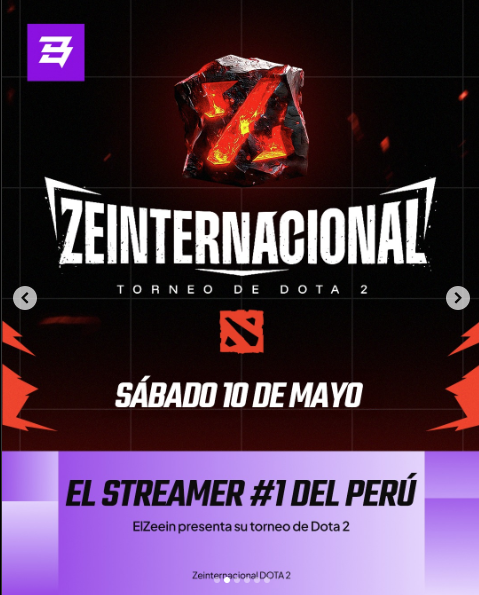 ZEINTERNACIONAL
TORNEO DE DOTA 2
SÁBADO 10 DE MAYO
EL STREAMER #1 DEL PERÚ
ElZeein presenta su torneo de Dota 2
Zeinternacional DOTA 2